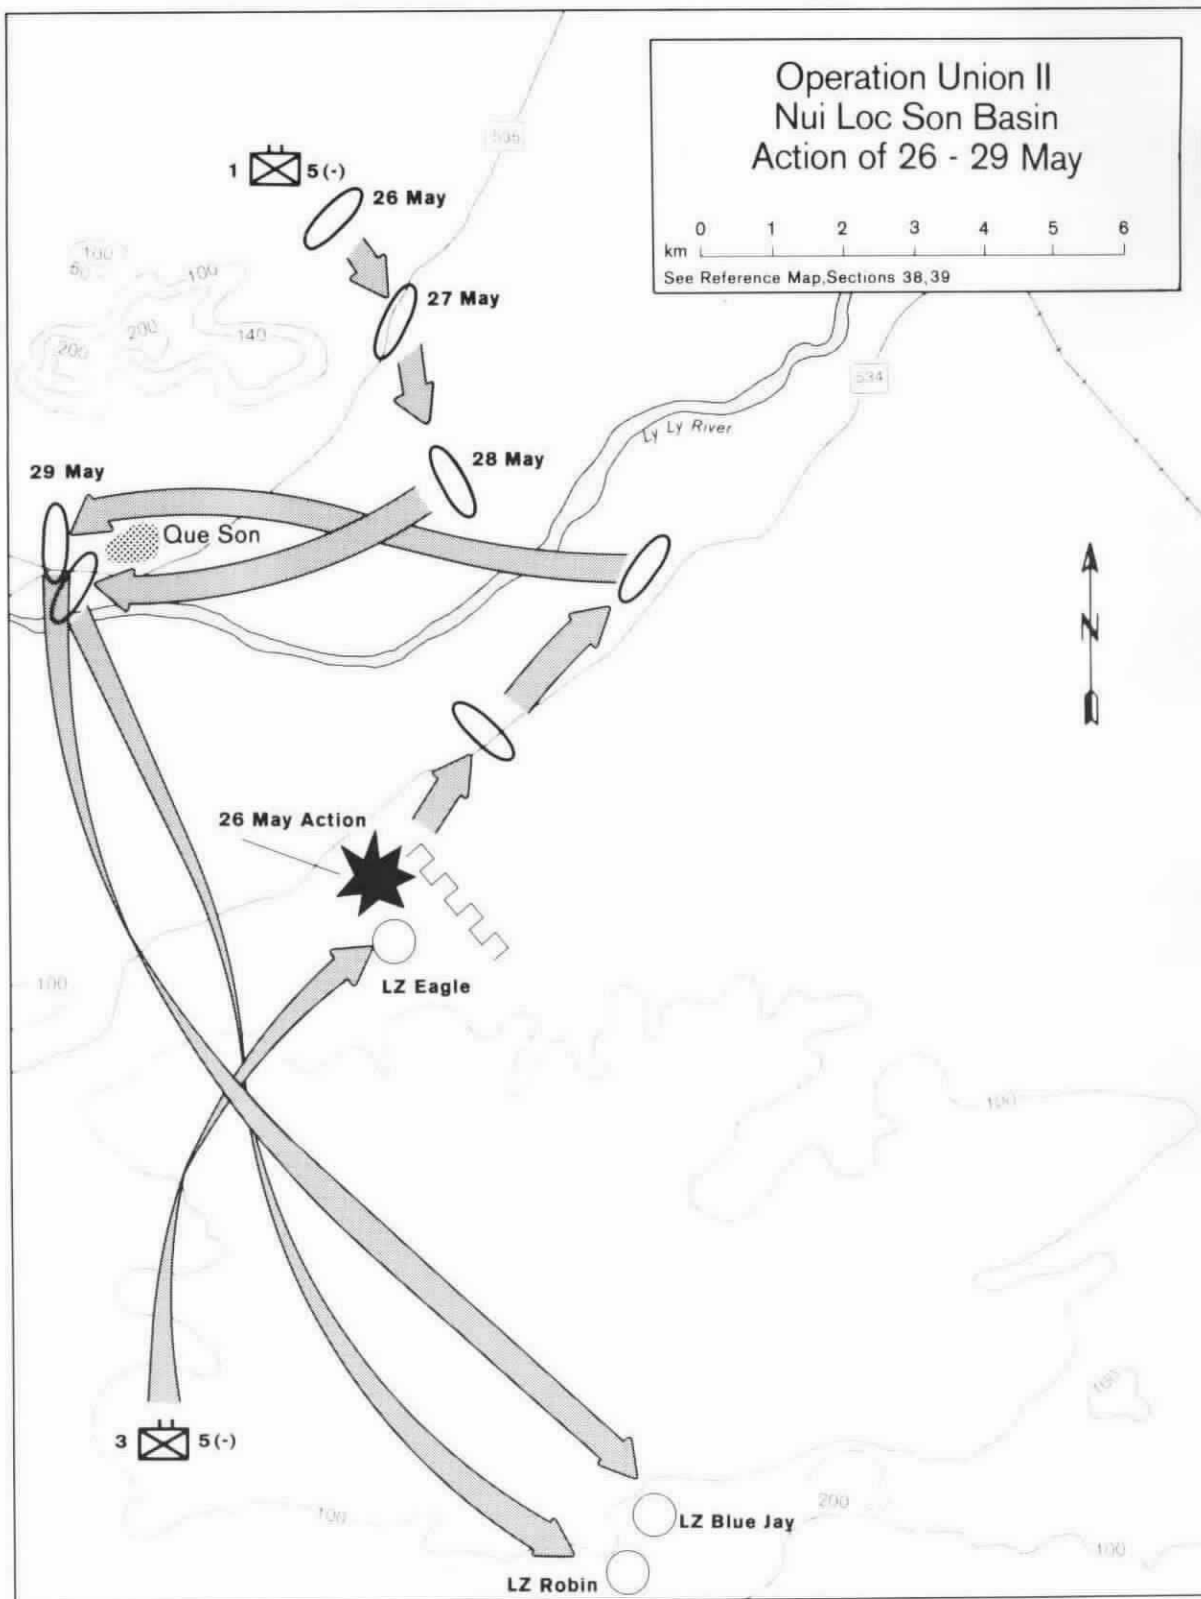 Operation Union II
Nui Loc Son Basin
Action of 26 - 29 May
0 1 2 3 4 5 6
km
See Reference Map,Sections 38,39
535
1 5(-)
26 May
27 May
100
100
200
200
140
534
Ly Ly River
28 May
29 May
Que Son
N
26 May Action
LZ Eagle
100
100
100
3 5(-)
100
200
100
LZ Blue Jay
LZ Robin